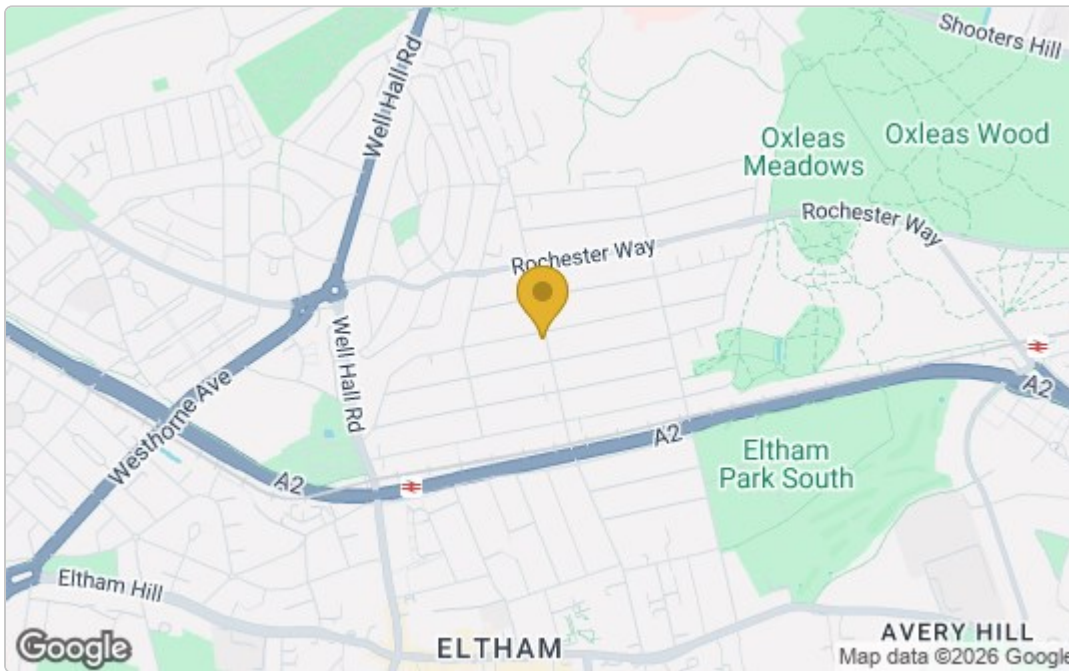 Shooters Hill
Well Hall Rd
Oxleas
Meadows
Oxleas Wood
Rochester Way
Rochester Way
Well Hall Rd
Westhorne Ave
A2
A2
A2
Eltham
Park South
Eltham Hill
ELTHAM
AVERY HILL
Google
Map data ©2026 Google